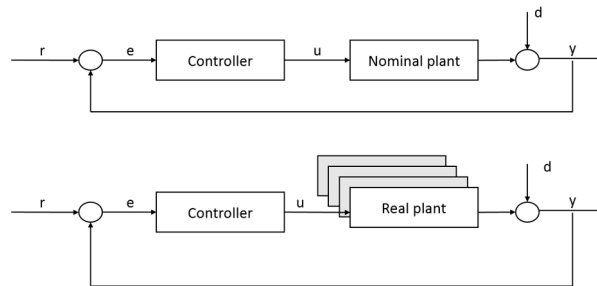 d
r
e
Controller
u
Nominal plant
y
d
r
e
Controller
u
Real plant
y